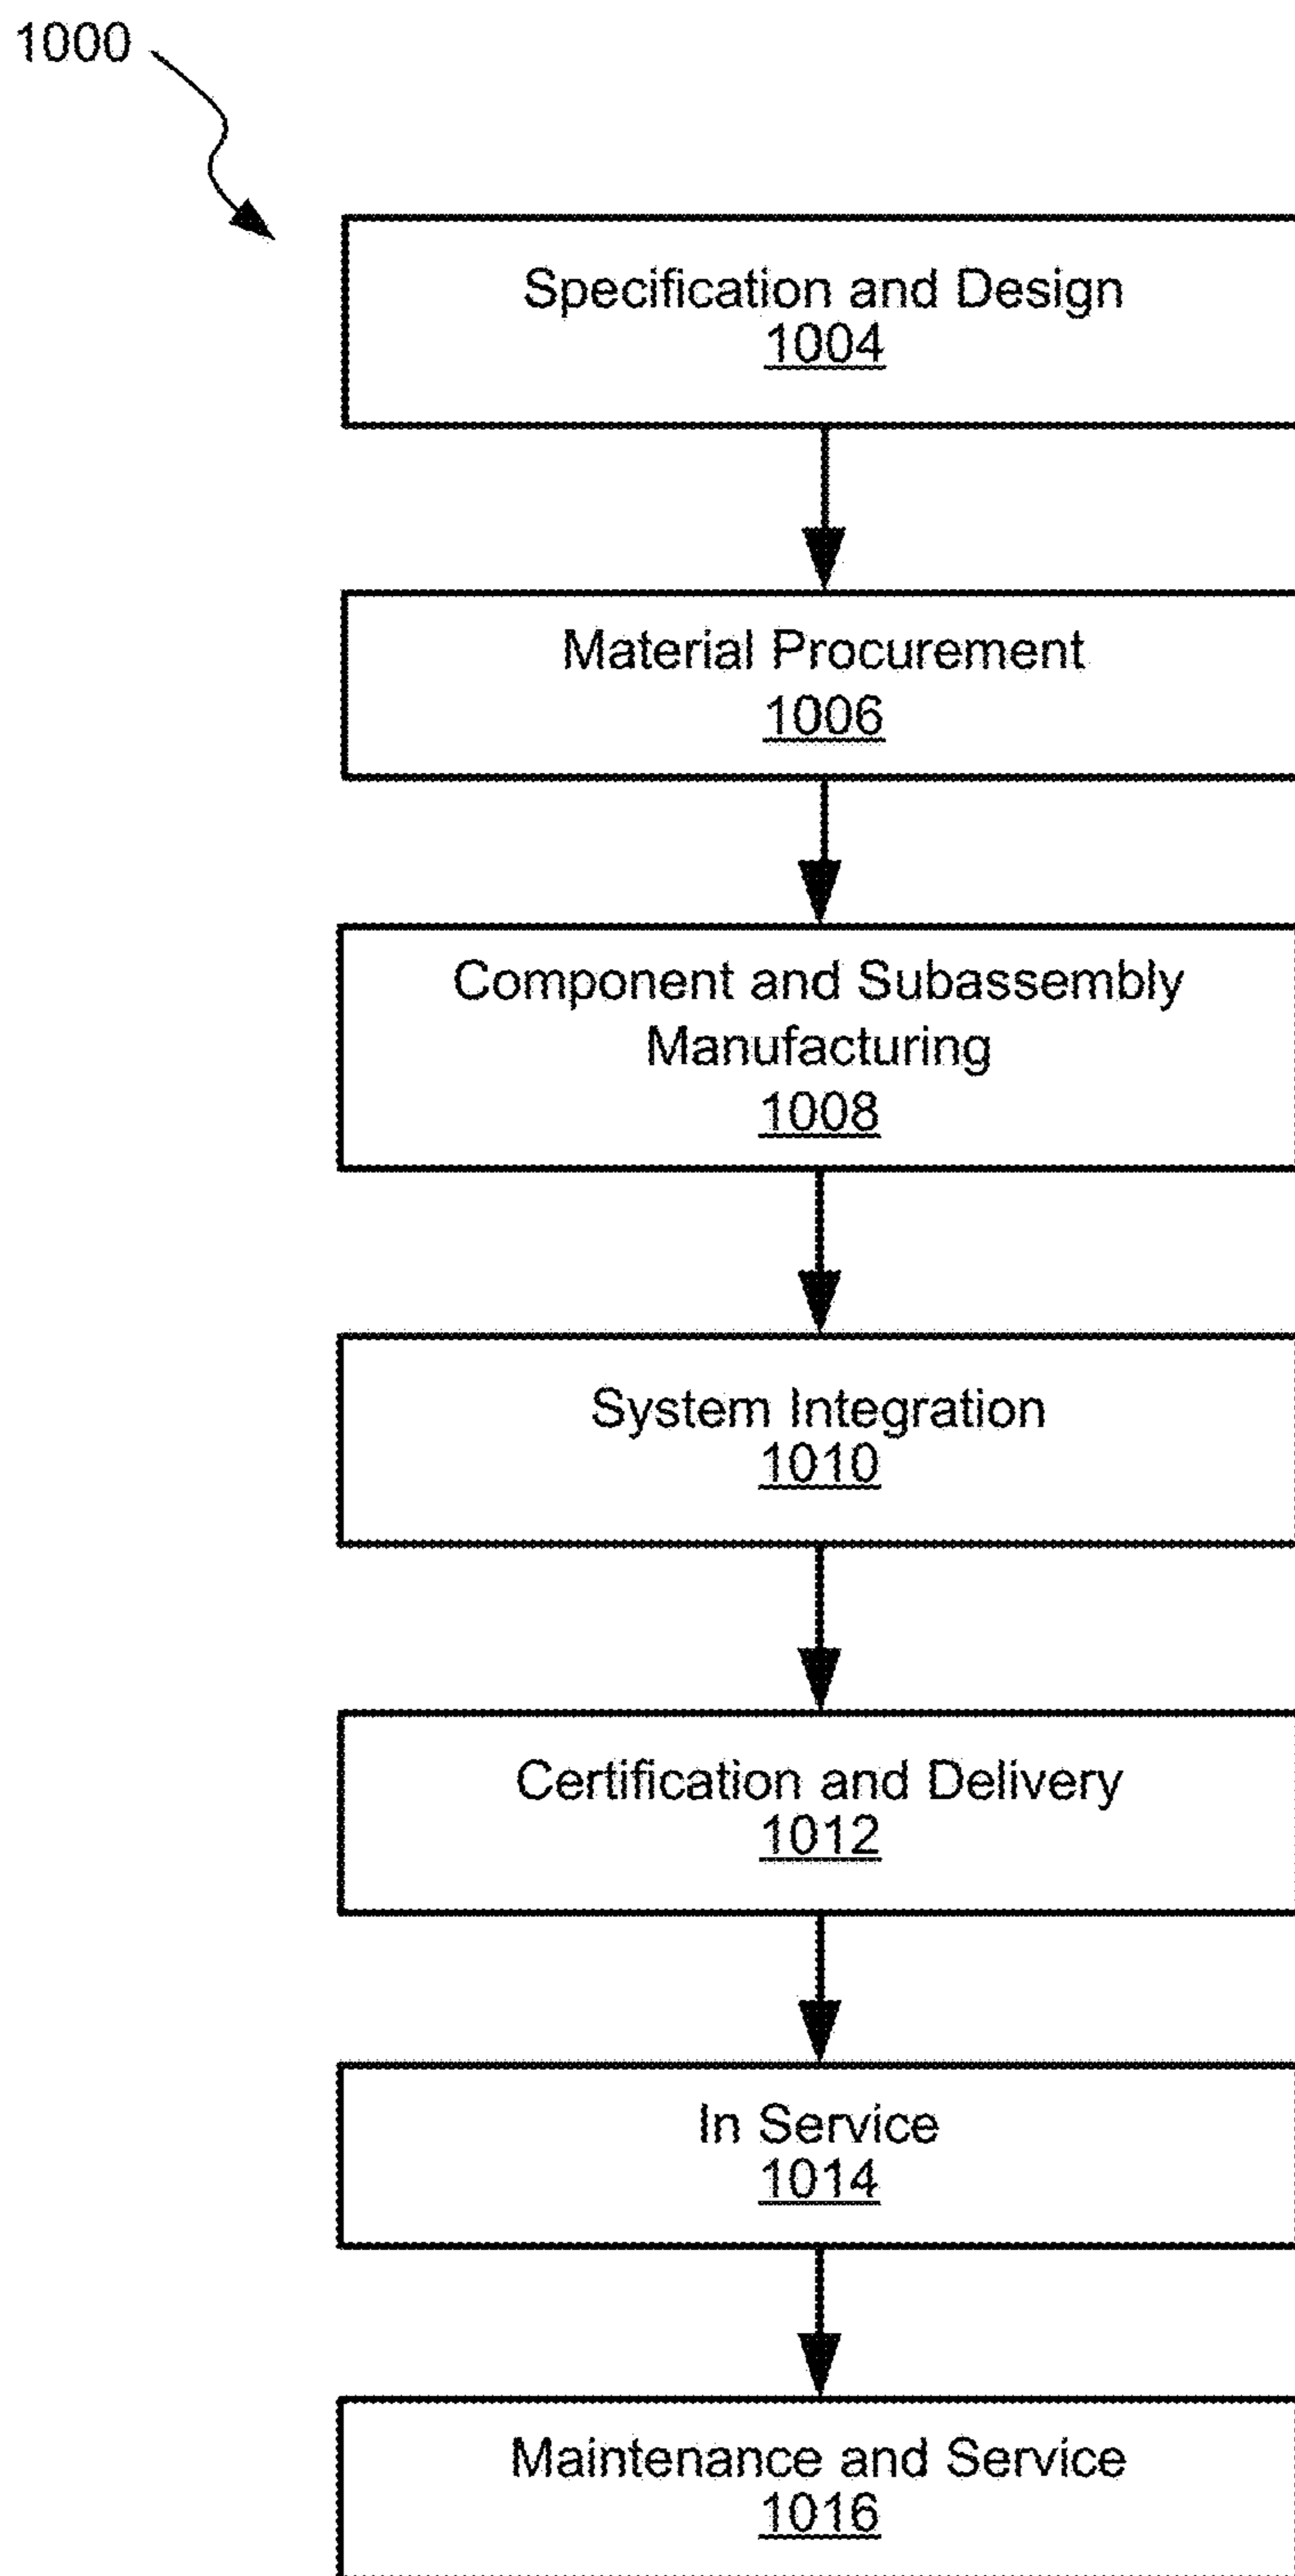 1000
Specification and Design
1004
Material Procurement
1006
Component and Subassembly
Manufacturing
1008
System Integration
1010
Certification and Delivery
1012
In Service
1014
Maintenance and Service
1016